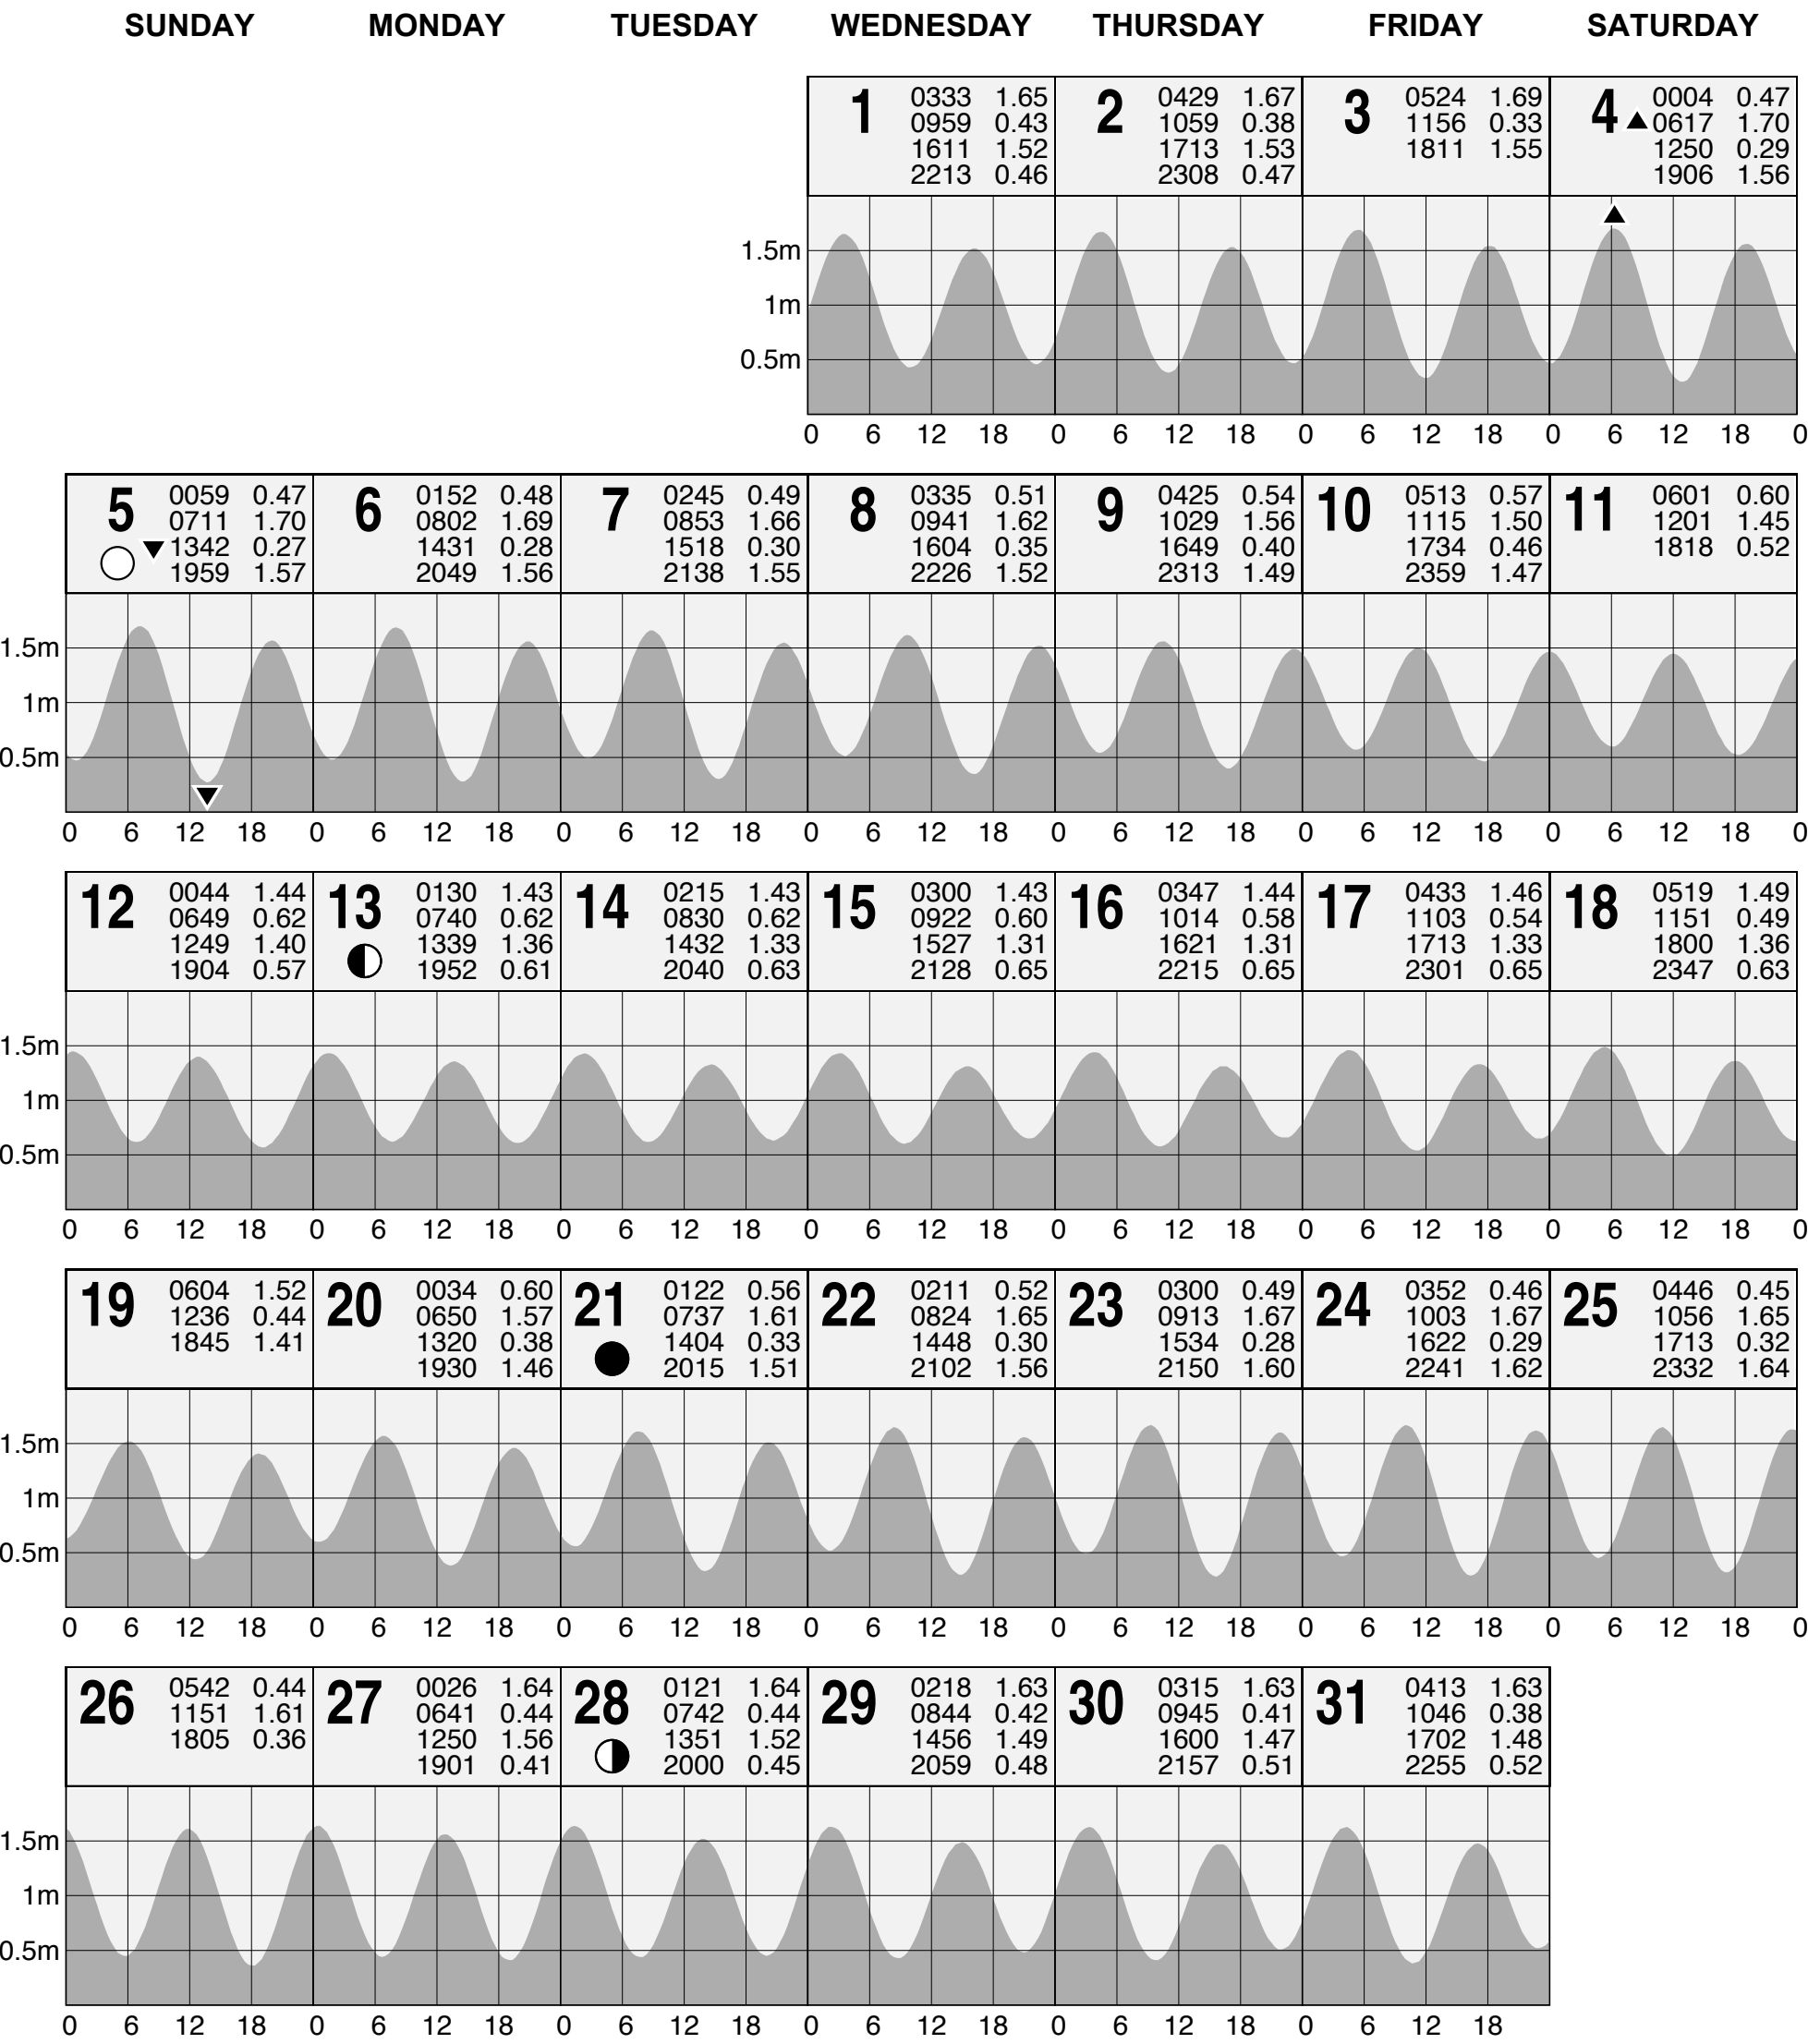 SUNDAY MONDAY TUESDAY WEDNESDAY THURSDAY FRIDAY SATURDAY
1 0333 1.65
0959 0.43
1611 1.52
2213 0.46
2 0429 1.67
1059 0.38
1713 1.53
2308 0.47
3 0524 1.69
1156 0.33
1811 1.55
4 0004 0.47
0617 1.70
1250 0.29
1906 1.56
1.5m
1m
0.5m
0 6 12 18 0 6 12 18 0 6 12 18 0 6 12 18 0
5 0059 0.47
0711 1.70
1342 0.27
1959 1.57
6 0152 0.48
0802 1.69
1431 0.28
2049 1.56
7 0245 0.49
0853 1.66
1518 0.30
2138 1.55
8 0335 0.51
0941 1.62
1604 0.35
2226 1.52
9 0425 0.54
1029 1.56
1649 0.40
2313 1.49
10 0513 0.57
1115 1.50
1734 0.46
2359 1.47
11 0601 0.60
1201 1.45
1818 0.52
1.5m
1m
0.5m
0 6 12 18 0 6 12 18 0 6 12 18 0 6 12 18 0 6 12 18 0 6 12 18 0 6 12 18 0
12 0044 1.44
0649 0.62
1249 1.40
1904 0.57
13 0130 1.43
0740 0.62
1339 1.36
1952 0.61
14 0215 1.43
0830 0.62
1432 1.33
2040 0.63
15 0300 1.43
0922 0.60
1527 1.31
2128 0.65
16 0347 1.44
1014 0.58
1621 1.31
2215 0.65
17 0433 1.46
1103 0.54
1713 1.33
2301 0.65
18 0519 1.49
1151 0.49
1800 1.36
2347 0.63
1.5m
1m
0.5m
0 6 12 18 0 6 12 18 0 6 12 18 0 6 12 18 0 6 12 18 0 6 12 18 0 6 12 18 0
19 0604 1.52
1236 0.44
1845 1.41
20 0034 0.60
0650 1.57
1320 0.38
1930 1.46
21 0122 0.56
0737 1.61
1404 0.33
2015 1.51
22 0211 0.52
0824 1.65
1448 0.30
2102 1.56
23 0300 0.49
0913 1.67
1534 0.28
2150 1.60
24 0352 0.46
1003 1.67
1622 0.29
2241 1.62
25 0446 0.45
1056 1.65
1713 0.32
2332 1.64
1.5m
1m
0.5m
0 6 12 18 0 6 12 18 0 6 12 18 0 6 12 18 0 6 12 18 0 6 12 18 0 6 12 18 0
26 0542 0.44
1151 1.61
1805 0.36
27 0026 1.64
0641 0.44
1250 1.56
1901 0.41
28 0121 1.64
0742 0.44
1351 1.52
2000 0.45
29 0218 1.63
0844 0.42
1456 1.49
2059 0.48
30 0315 1.63
0945 0.41
1600 1.47
2157 0.51
31 0413 1.63
1046 0.38
1702 1.48
2255 0.52
1.5m
1m
0.5m
0 6 12 18 0 6 12 18 0 6 12 18 0 6 12 18 0 6 12 18 0 6 12 18